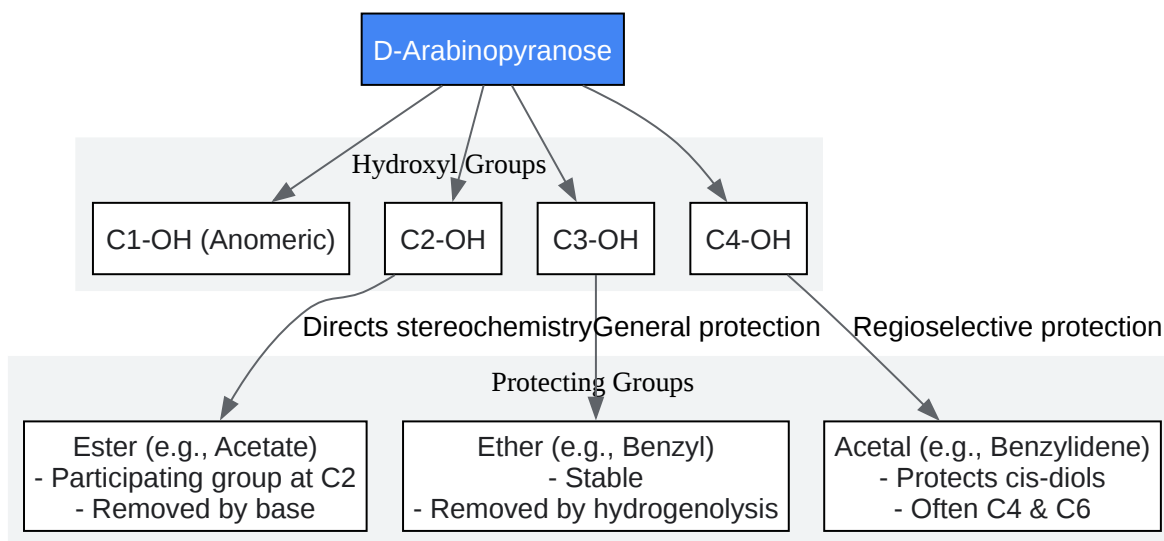 D-Arabinopyranose
Hydroxyl Groups
C1-OH (Anomeric)
C2-OH
C3-OH
C4-OH
Directs stereochemistry
General protection
Regioselective protection
Protecting Groups
Ester (e.g., Acetate)
- Participating group at C2
- Removed by base
Ether (e.g., Benzyl)
- Stable
- Removed by hydrogenolysis
Acetal (e.g., Benzylidene)
- Protects cis-diols
- Often C4 & C6